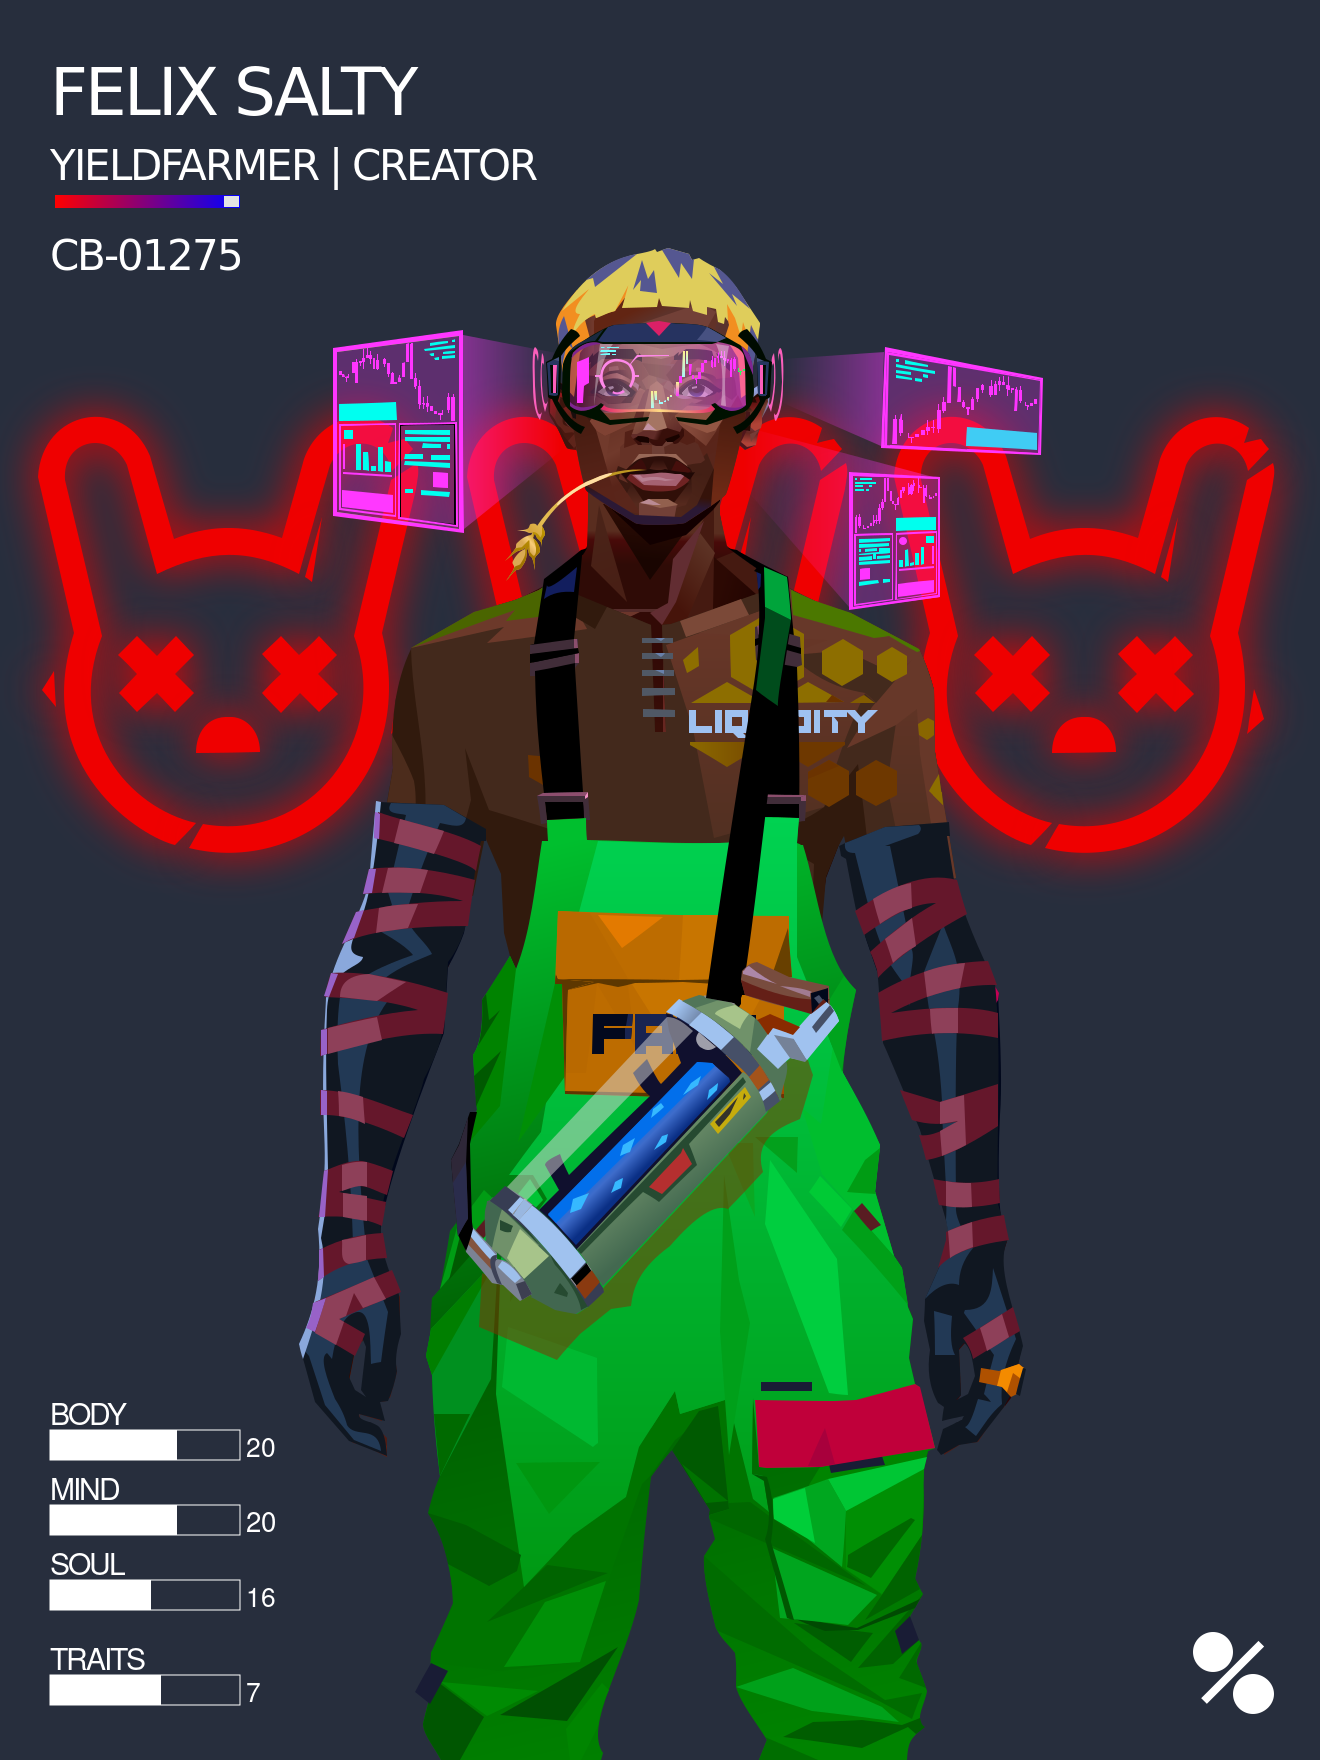 FELIX SALTY
YIELDFARMER | CREATOR
CB-01275
BODY
20
MIND
20
SOUL
16
TRAITS
7